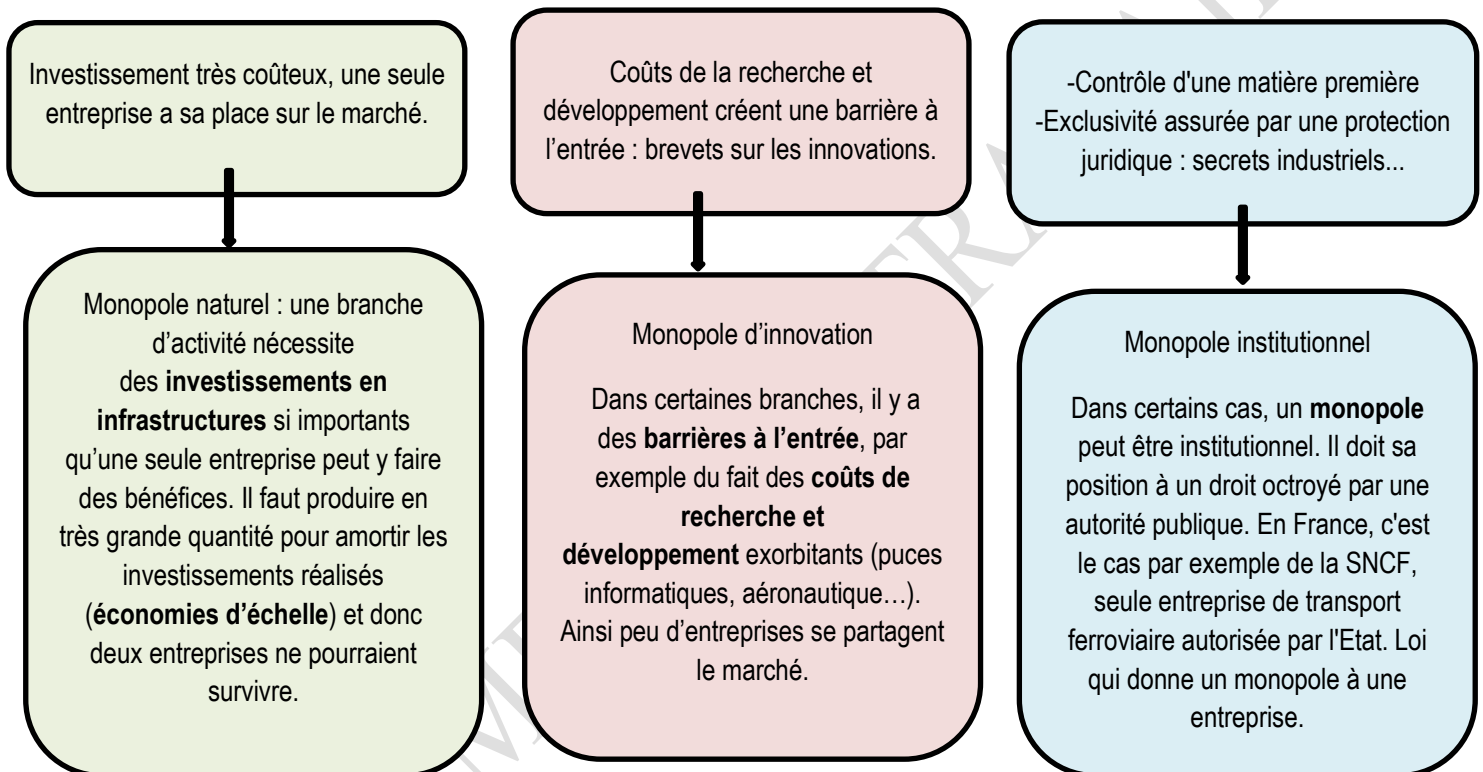 Investissement très coûteux, une seule
entreprise a sa place sur le marché.
Coûts de la recherche et
développement créent une barrière à
l’entrée : brevets sur les innovations.
-Contrôle d'une matière première
-Exclusivité assurée par une protection
juridique : secrets industriels...
Monopole naturel : une branche
d’activité nécessite
des investissements en
infrastructures si importants
qu’une seule entreprise peut y faire
des bénéfices. Il faut produire en
très grande quantité pour amortir les
investissements réalisés
(économies d’échelle) et donc
deux entreprises ne pourraient
survivre.
Monopole d’innovation
Dans certaines branches, il y a
des barrières à l’entrée, par
exemple du fait des coûts de
recherche et
développement exorbitants (puces
informatiques, aéronautique…).
Ainsi peu d’entreprises se partagent
le marché.
Monopole institutionnel
Dans certains cas, un monopole
peut être institutionnel. Il doit sa
position à un droit octroyé par une
autorité publique. En France, c'est
le cas par exemple de la SNCF,
seule entreprise de transport
ferroviaire autorisée par l'Etat. Loi
qui donne un monopole à une
entreprise.